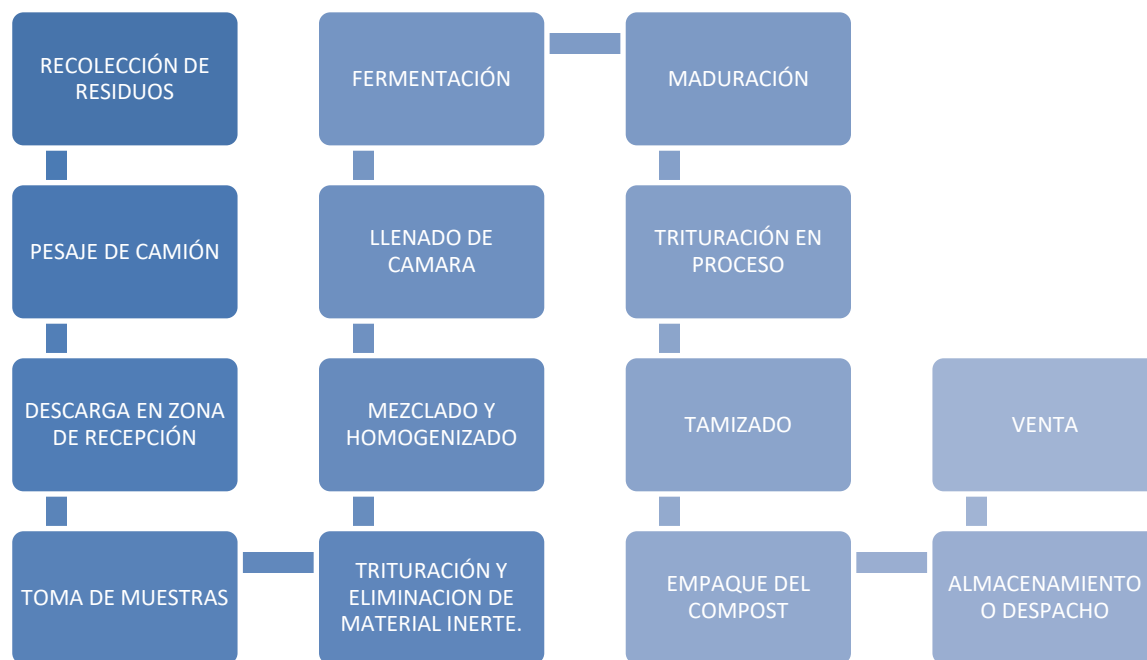 RECOLECCIÓN DE
RESIDUOS
PESAJE DE CAMIÓN
DESCARGA EN ZONA
DE RECEPCIÓN
TOMA DE MUESTRAS
TRITURACIÓN Y
ELIMINACION DE
MATERIAL INERTE.
MEZCLADO Y
HOMOGENIZADO
LLENADO DE
CAMARA
FERMENTACIÓN
MADURACIÓN
TRITURACIÓN EN
PROCESO
TAMIZADO
EMPAQUE DEL
COMPOST
ALMACENAMIENTO
O DESPACHO
VENTA